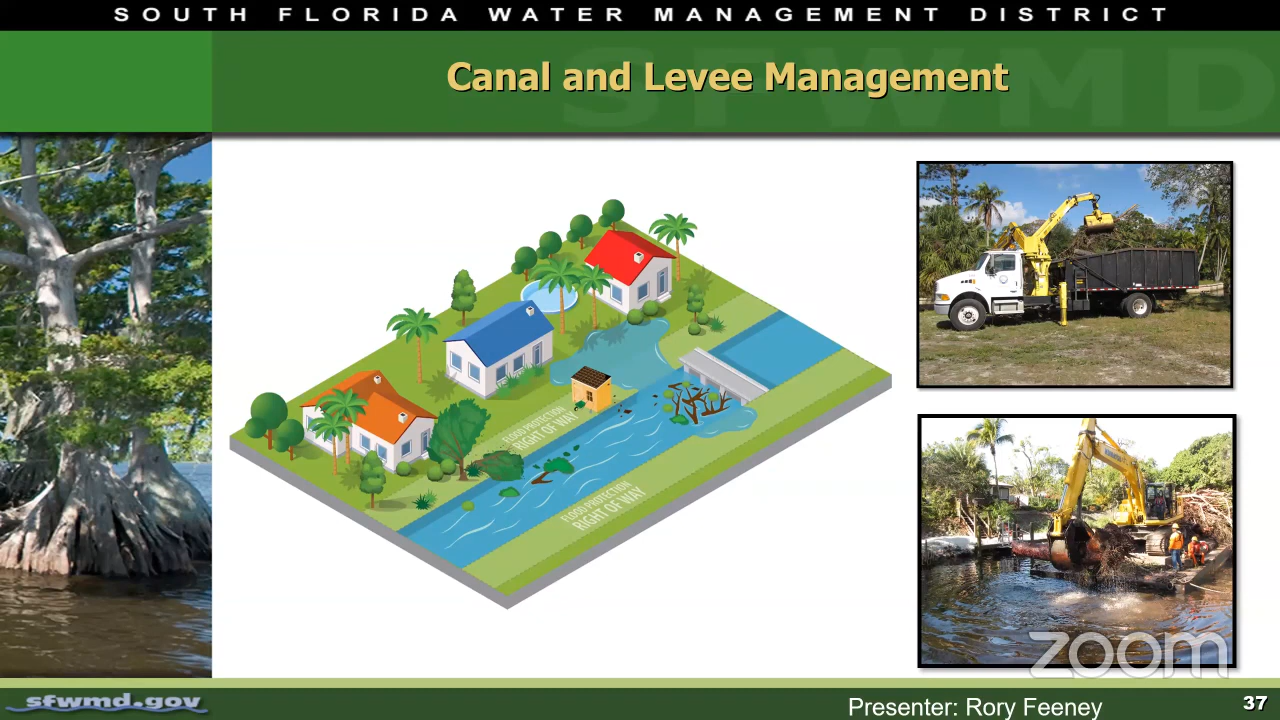 SOUTH FLORIDA WATER MANAGEMENT DISTRICT
SFWMD
Canal and Levee Management
FLOOD PROTECTION
RIGHT OF WAY
FLOOD PROTECTION
RIGHT OF WAY
zoom
sfwmd.gov
Presenter: Rory Feeney
37